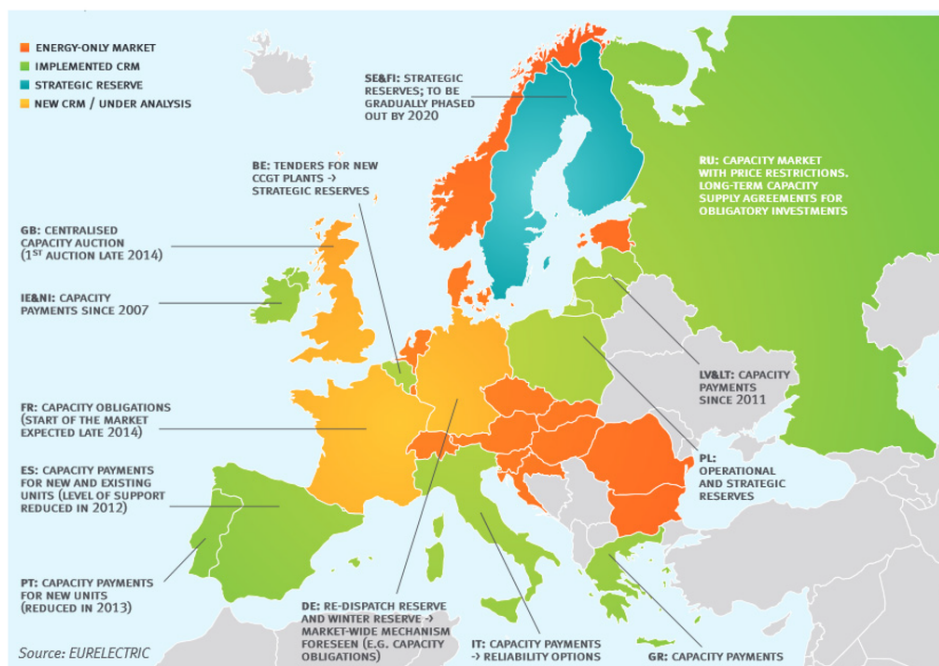 ENERGY-ONLY MARKET
IMPLEMENTED CRM
STRATEGIC RESERVE
NEW CRM / UNDER ANALYSIS
SE&FI: STRATEGIC
RESERVES; TO BE
GRADUALLY PHASED
OUT BY 2020
BE: TENDERS FOR NEW
CCGT PLANTS ->
STRATEGIC RESERVES
RU: CAPACITY MARKET
WITH PRICE RESTRICTIONS.
LONG-TERM CAPACITY
SUPPLY AGREEMENTS FOR
OBLIGATORY INVESTMENTS
GB: CENTRALISED
CAPACITY AUCTION
(1ST AUCTION LATE 2014)
IE&NI: CAPACITY
PAYMENTS SINCE 2007
LV&LT: CAPACITY
PAYMENTS
SINCE 2011
FR: CAPACITY OBLIGATIONS
(START OF THE MARKET
EXPECTED LATE 2014)
PL:
OPERATIONAL
AND STRATEGIC
RESERVES
ES: CAPACITY PAYMENTS
FOR NEW AND EXISTING
UNITS (LEVEL OF SUPPORT
REDUCED IN 2012)
PT: CAPACITY PAYMENTS
FOR NEW UNITS
(REDUCED IN 2013)
DE: RE-DISPATCH RESERVE
AND WINTER RESERVE ->
MARKET-WIDE MECHANISM
FORESEEN (E.G. CAPACITY
OBLIGATIONS)
IT: CAPACITY PAYMENTS
-> RELIABILITY OPTIONS
GR: CAPACITY PAYMENTS
Source: EURELECTRIC